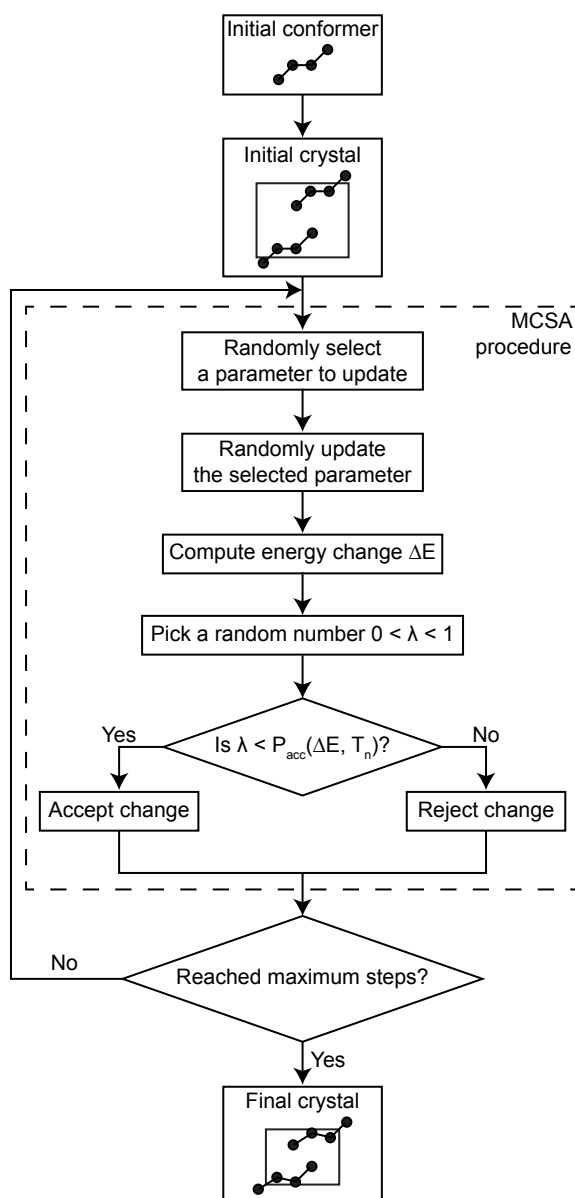 Initial conformer
Initial crystal
MCSA
procedure
Randomly select
a parameter to update
Randomly update
the selected parameter
Compute energy change ΔE
Pick a random number 0 < λ < 1
Is λ < Pacc(ΔE, Tn)?
Yes
No
Accept change
Reject change
Reached maximum steps?
No
Yes
Final crystal